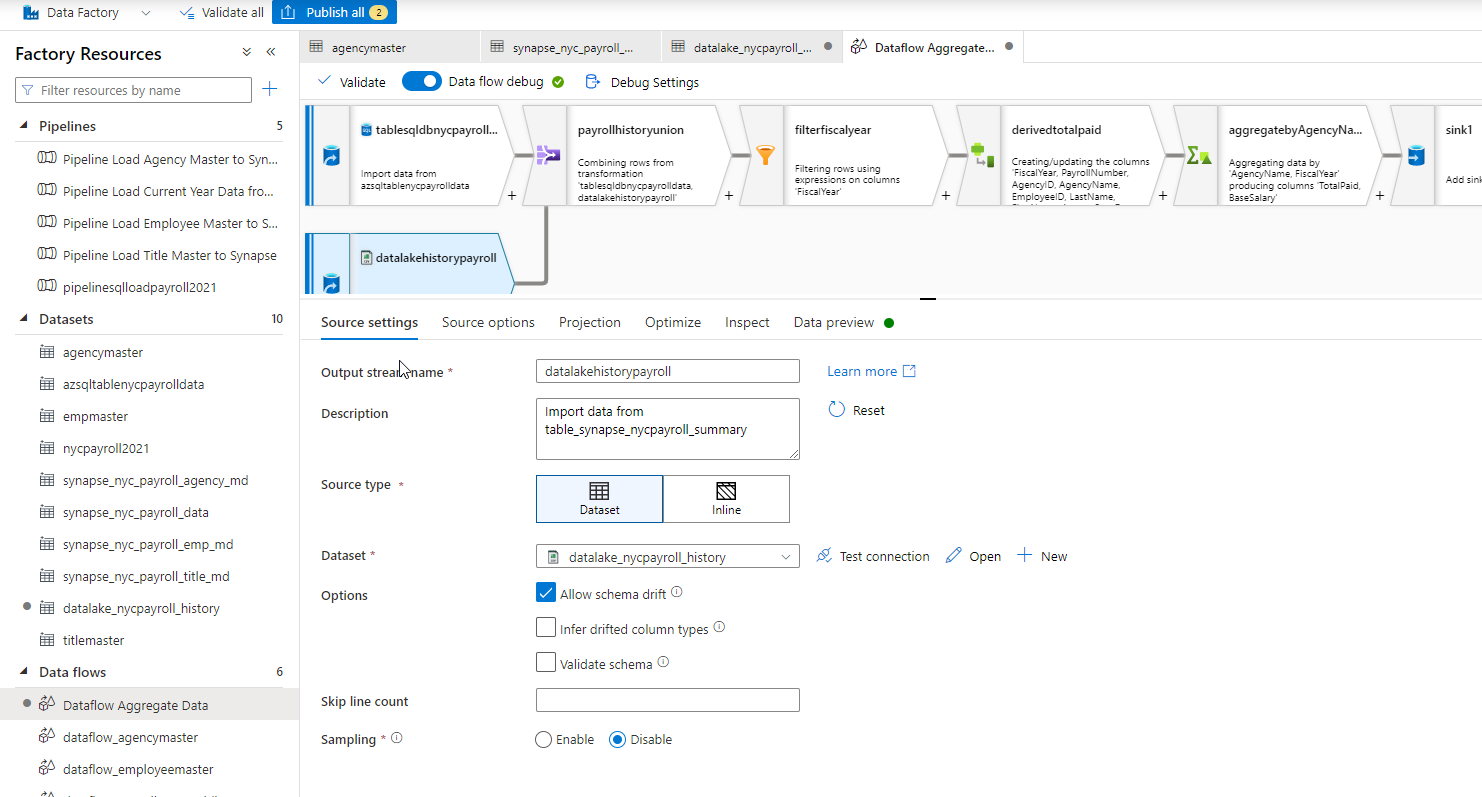 Data Factory
Validate all
Publish all 2
Factory Resources
Filter resources by name
Pipelines 5
Pipeline Load Agency Master to Syn...
Pipeline Load Current Year Data fro...
Pipeline Load Employee Master to S...
Pipeline Load Title Master to Synapse
pipelinesqlloadpayroll2021
Datasets 10
agencymaster
azsqltablenycpayrolldata
empmaster
nycpayroll2021
synapse_nyc_payroll_agency_md
synapse_nyc_payroll_data
synapse_nyc_payroll_emp_md
synapse_nyc_payroll_title_md
datalake_nycpayroll_history
titlemaster
Data flows 6
Dataflow Aggregate Data
dataflow_agencymaster
dataflow_employeemaster
agencymaster
synapse_nyc_payroll_...
datalake_nycpayroll_...
Dataflow Aggregate...
Validate
Data flow debug
Debug Settings
tablesqldbnycpayroll...
Import data from
azsqltablenycpayrolldata
payrollhistoryunion
Combining rows from
transformation
'tablesqldbnycpayrolldata,
datalakehistorypayroll'
filterfiscalyear
Filtering rows using
expressions on columns
'FiscalYear'
derivedtotalpaid
Creating/updating the columns
'FiscalYear, PayrollNumber,
AgencyID, AgencyName,
EmployeeID, LastName,
aggregatebyAgencyNa...
Aggregating data by
'AgencyName, FiscalYear'
producing columns 'TotalPaid,
BaseSalary'
sink1
Add sink
datalakehistorypayroll
Source settings
Source options
Projection
Optimize
Inspect
Data preview
Output stream name *
datalakehistorypayroll
Learn more
Description
Import data from
table_synapse_nycpayroll_summary
Reset
Source type *
Dataset
Inline
Dataset *
datalake_nycpayroll_history
Test connection
Open
New
Options
Allow schema drift
Infer drifted column types
Validate schema
Skip line count
Sampling *
Enable
Disable